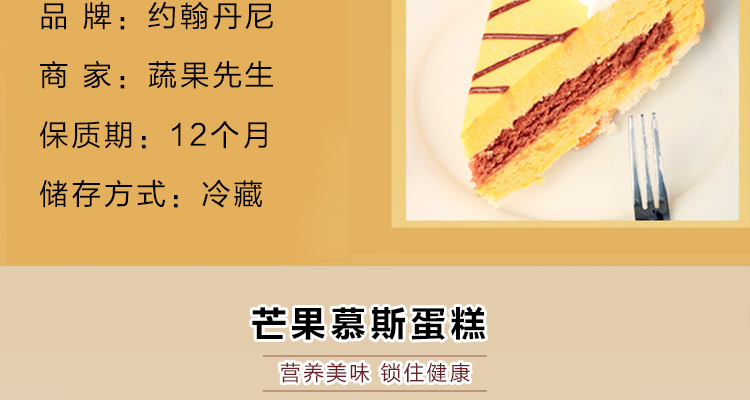 品 牌：约翰丹尼
商 家：蔬果先生
保质期：12个月
储存方式：冷藏
芒果慕斯蛋糕
营养美味 锁住健康